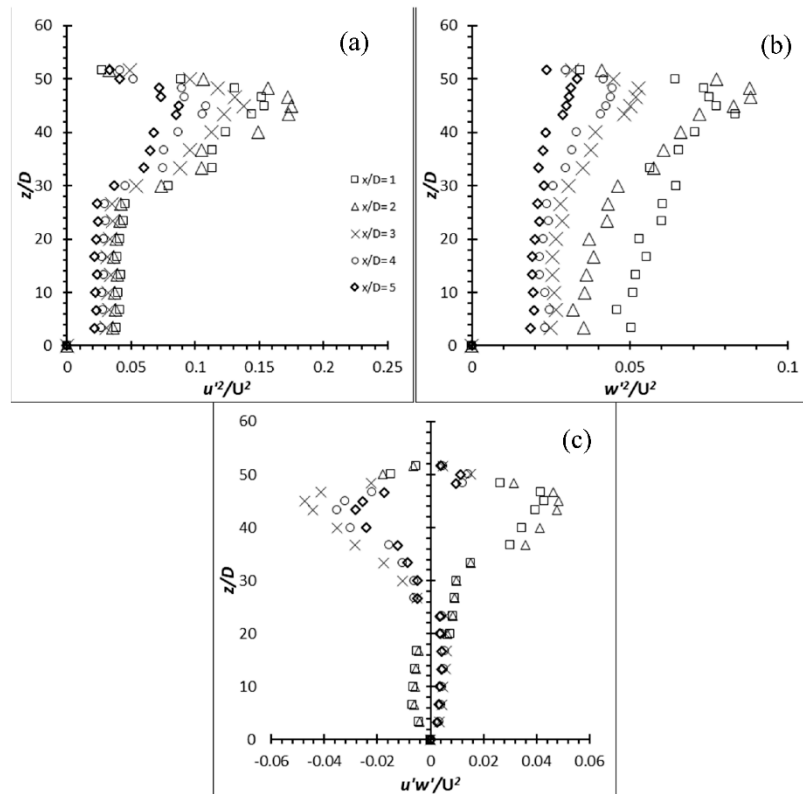 (a)
60
50
40
30
20
10
0
z/D
0
0.05
0.1
0.15
0.2
0.25
u'²/U²
x/D= 1
x/D= 2
x/D= 3
x/D= 4
x/D= 5
(b)
60
50
40
30
20
10
0
z/D
0
0.05
0.1
w'²/U²
(c)
60
50
40
30
20
10
0
z/D
-0.06
-0.04
-0.02
0
0.02
0.04
0.06
u'w'/U²